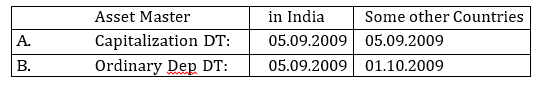 Asset Master in India Some other Countries
A. Capitalization DT: 05.09.2009 05.09.2009
B. Ordinary Dep DT: 05.09.2009 01.10.2009